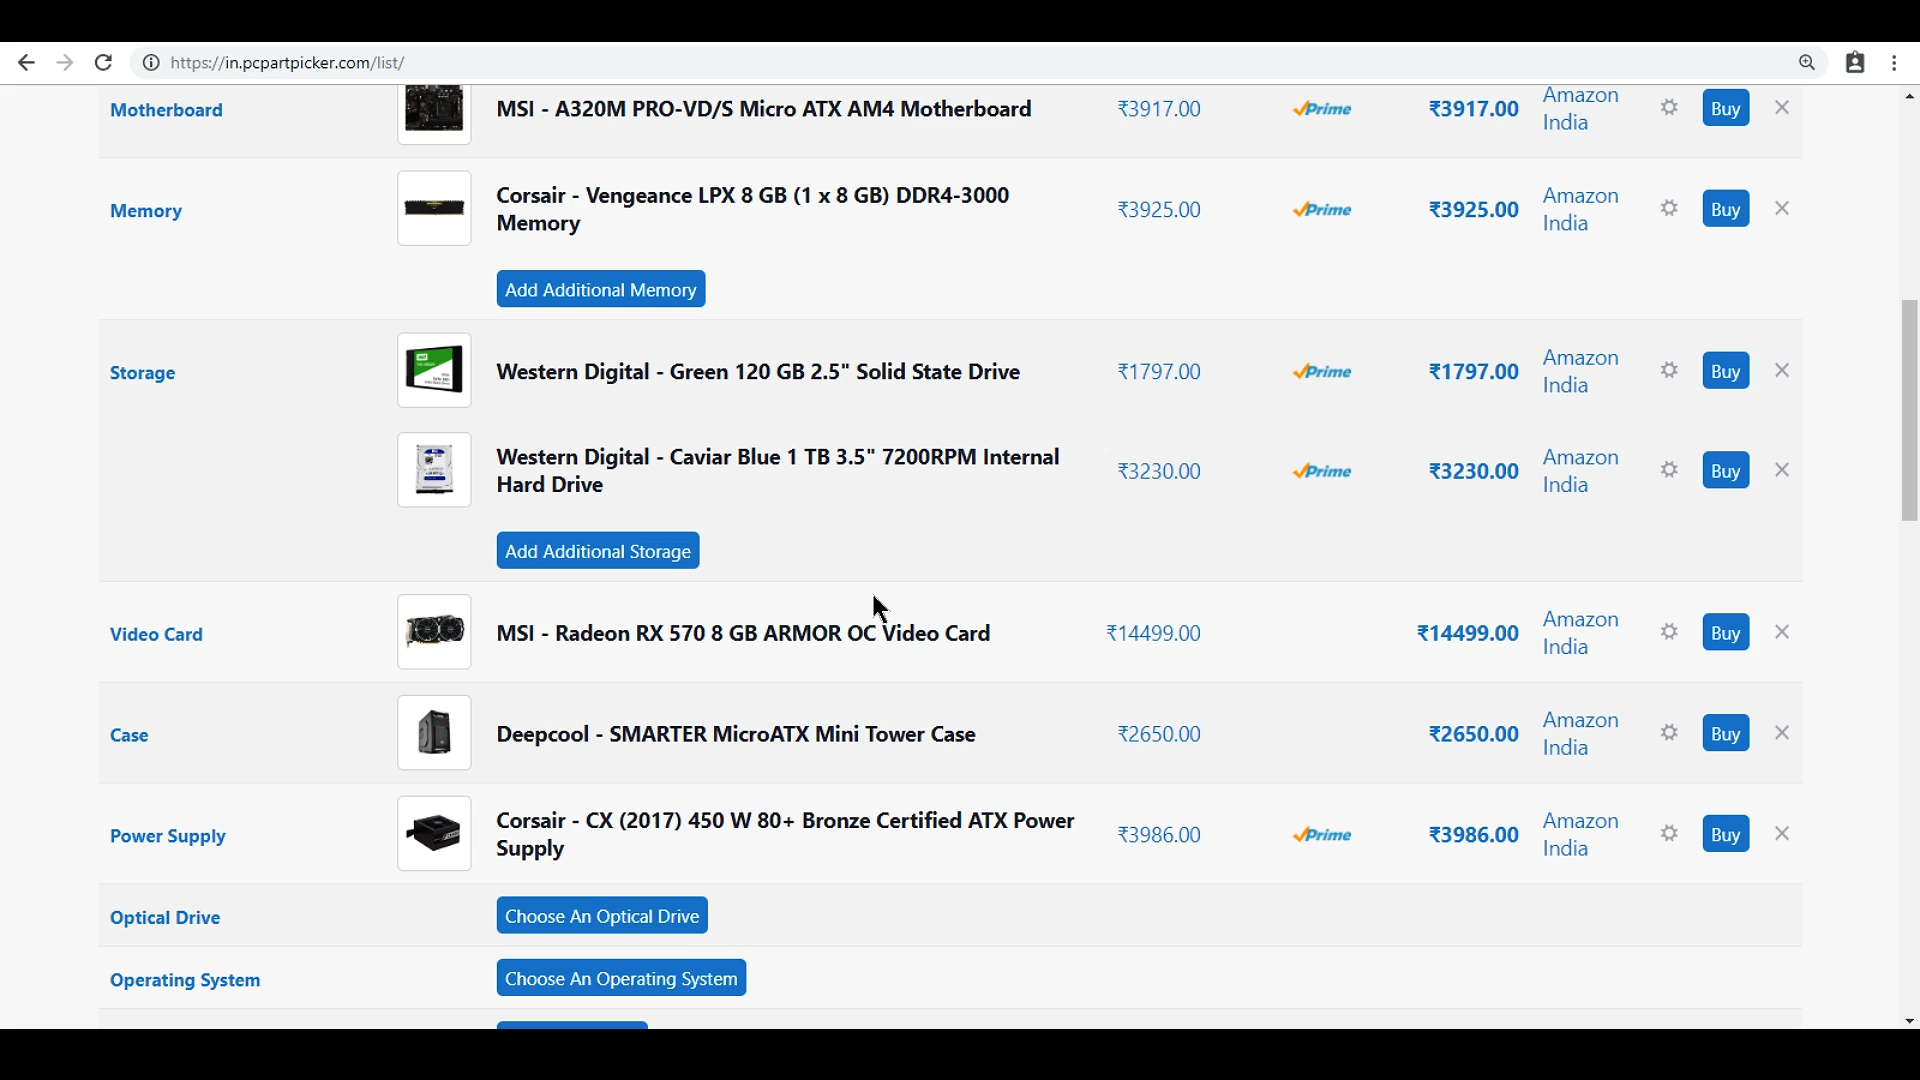 https://in.pcpartpicker.com/list/
Motherboard
MSI - A320M PRO-VD/S Micro ATX AM4 Motherboard
₹3917.00
Prime
₹3917.00
Amazon
India
Buy
Memory
Corsair - Vengeance LPX 8 GB (1 x 8 GB) DDR4-3000
Memory
₹3925.00
Prime
₹3925.00
Amazon
India
Buy
Add Additional Memory
Storage
Western Digital - Green 120 GB 2.5" Solid State Drive
₹1797.00
Prime
₹1797.00
Amazon
India
Buy
Western Digital - Caviar Blue 1 TB 3.5" 7200RPM Internal
Hard Drive
₹3230.00
Prime
₹3230.00
Amazon
India
Buy
Add Additional Storage
Video Card
MSI - Radeon RX 570 8 GB ARMOR OC Video Card
₹14499.00
₹14499.00
Amazon
India
Buy
Case
Deepcool - SMARTER MicroATX Mini Tower Case
₹2650.00
₹2650.00
Amazon
India
Buy
Power Supply
Corsair - CX (2017) 450 W 80+ Bronze Certified ATX Power
Supply
₹3986.00
Prime
₹3986.00
Amazon
India
Buy
Optical Drive
Choose An Optical Drive
Operating System
Choose An Operating System